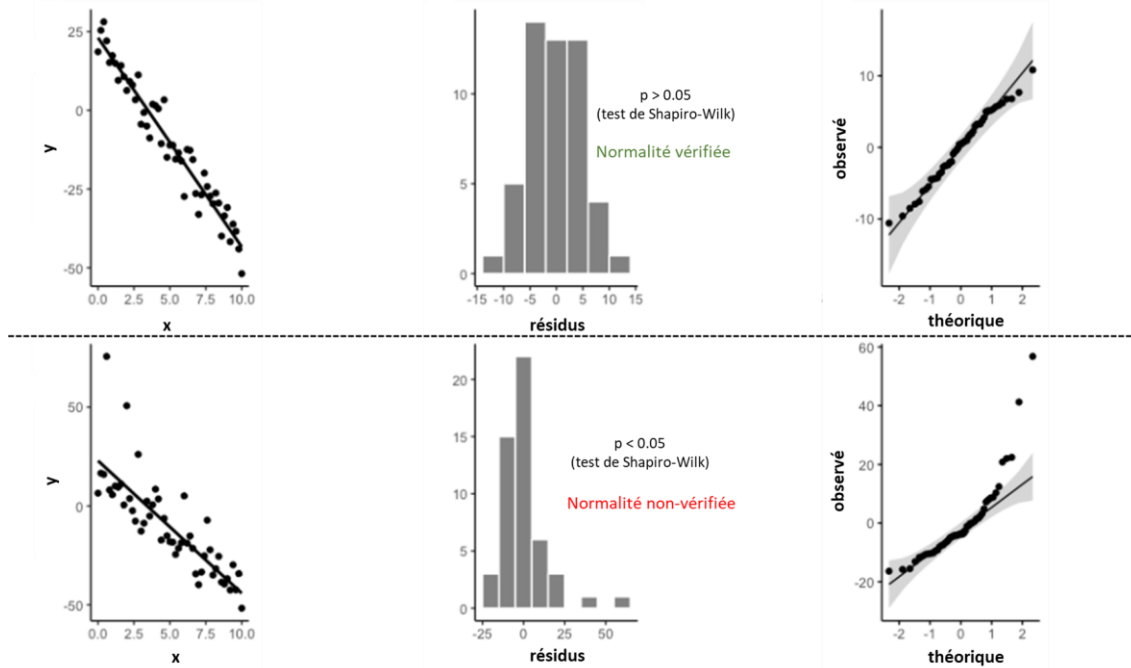 25
0
-25
-50
y
0.0 2.5 5.0 7.5 10.0
x
10
5
0
p > 0.05
(test de Shapiro-Wilk)
Normalité vérifiée
-15 -10 -5 0 5 10 15
résidus
10
0
-10
observé
-2 -1 0 1 2
théorique
50
0
-50
y
0.0 2.5 5.0 7.5 10.0
x
20
15
10
5
0
p < 0.05
(test de Shapiro-Wilk)
Normalité non-vérifiée
-25 0 25 50
résidus
60
40
20
0
-20
observé
-2 -1 0 1 2
théorique